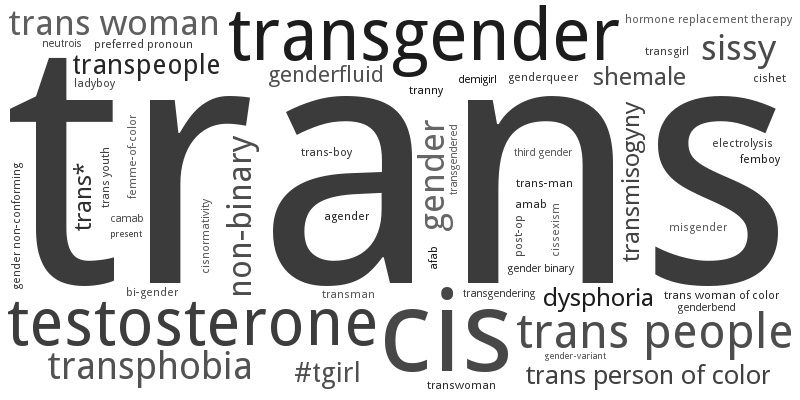 trans woman
transgender
hormone replacement therapy
neutrois
preferred pronoun
transgirl
sissy
transpeople
genderfluid
demigirl
genderqueer
shemale
cishet
ladyboy
tranny
trans
trans*
trans youth
femme-of-color
non-binary
cisnormativity
gender non-conforming
camab
present
trans-boy
agender
gender
transgendered
afab
third gender
trans-man
amab
post-op
cissexism
gender binary
transmisogyny
electrolysis
femboy
misgender
bi-gender
transman
transgendering
dysphoria
trans woman of color
genderbend
testosterone
cis
trans people
transphobia
#tgirl
gender-variant
trans person of color
transwoman